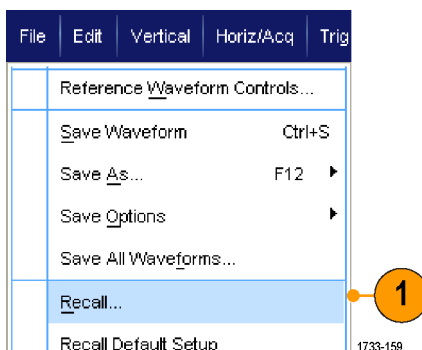 File Edit Vertical Horiz/Acq Trig
Reference Waveform Controls...
Save Waveform Ctrl+S
Save As... F12
Save Options
Save All Waveforms...
Recall...
1
Recall Default Setup
1733-159